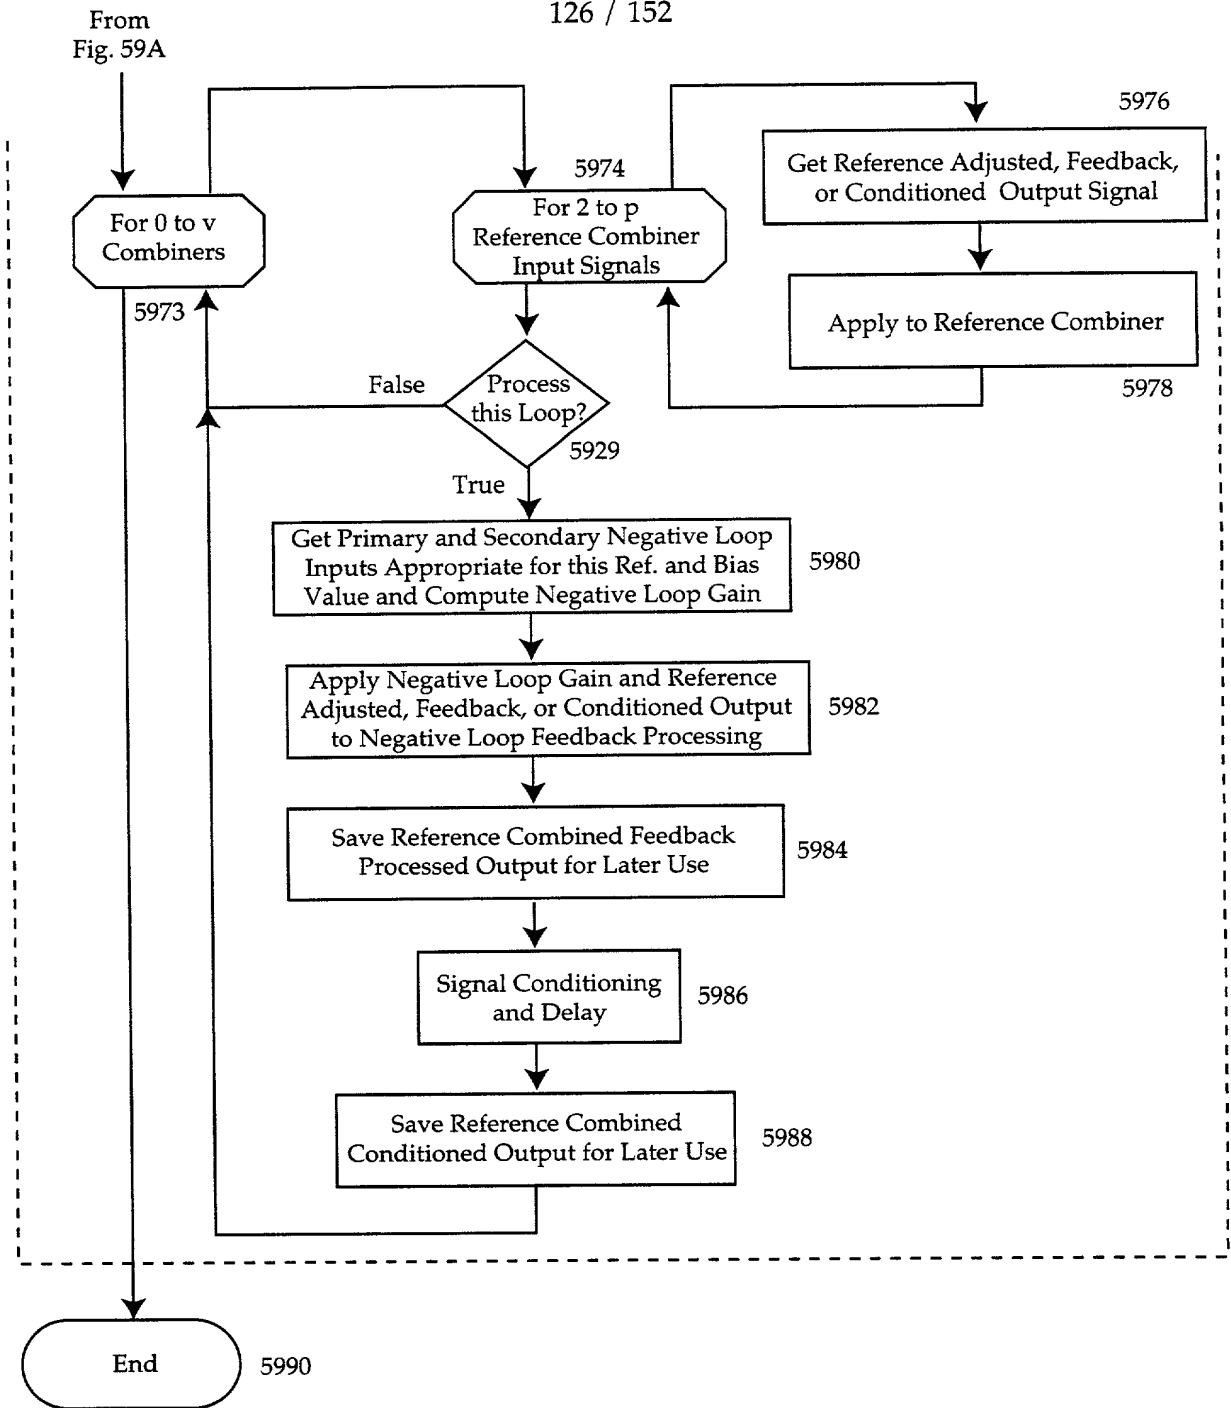 126 / 152
From
Fig. 59A
5976
Get Reference Adjusted, Feedback,
or Conditioned Output Signal
5974
For 2 to p
Reference Combiner
Input Signals
For 0 to v
Combiners
5973
Apply to Reference Combiner
5978
False
Process
this Loop?
5929
True
Get Primary and Secondary Negative Loop
Inputs Appropriate for this Ref. and Bias
Value and Compute Negative Loop Gain
5980
Apply Negative Loop Gain and Reference
Adjusted, Feedback, or Conditioned Output
to Negative Loop Feedback Processing
5982
Save Reference Combined Feedback
Processed Output for Later Use
5984
Signal Conditioning
and Delay
5986
Save Reference Combined
Conditioned Output for Later Use
5988
End
5990